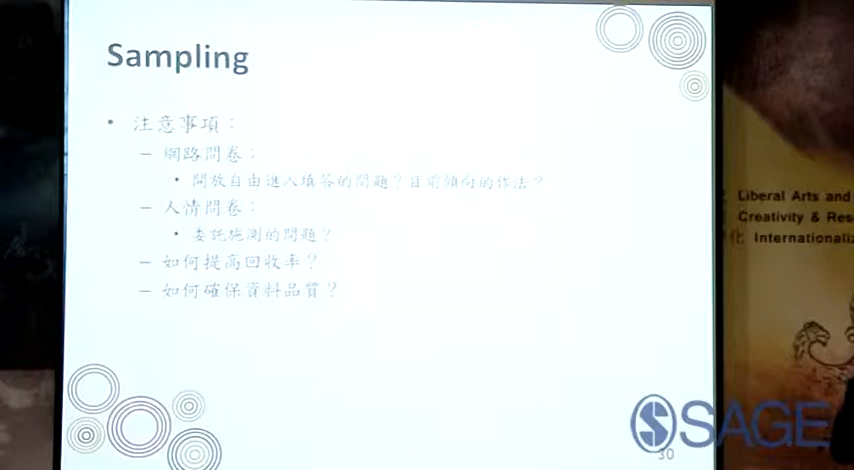 Sampling
• 注意事項：
– 網路問卷：
• 開放自由進入填答的問題？目前傾向的作法？
– 人情問卷：
• 委託施測的問題？
– 如何提高回收率？
– 如何確保資料品質？
30
SAGE
Liberal Arts and
Creativity & Res
化 Internationaliz